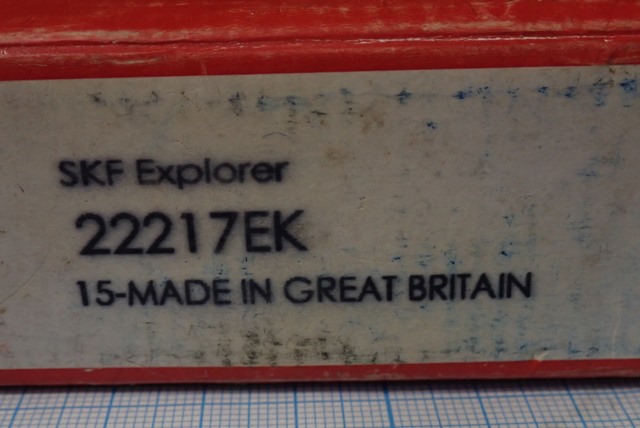 SKF Explorer
22217EK
15-MADE IN GREAT BRITAIN